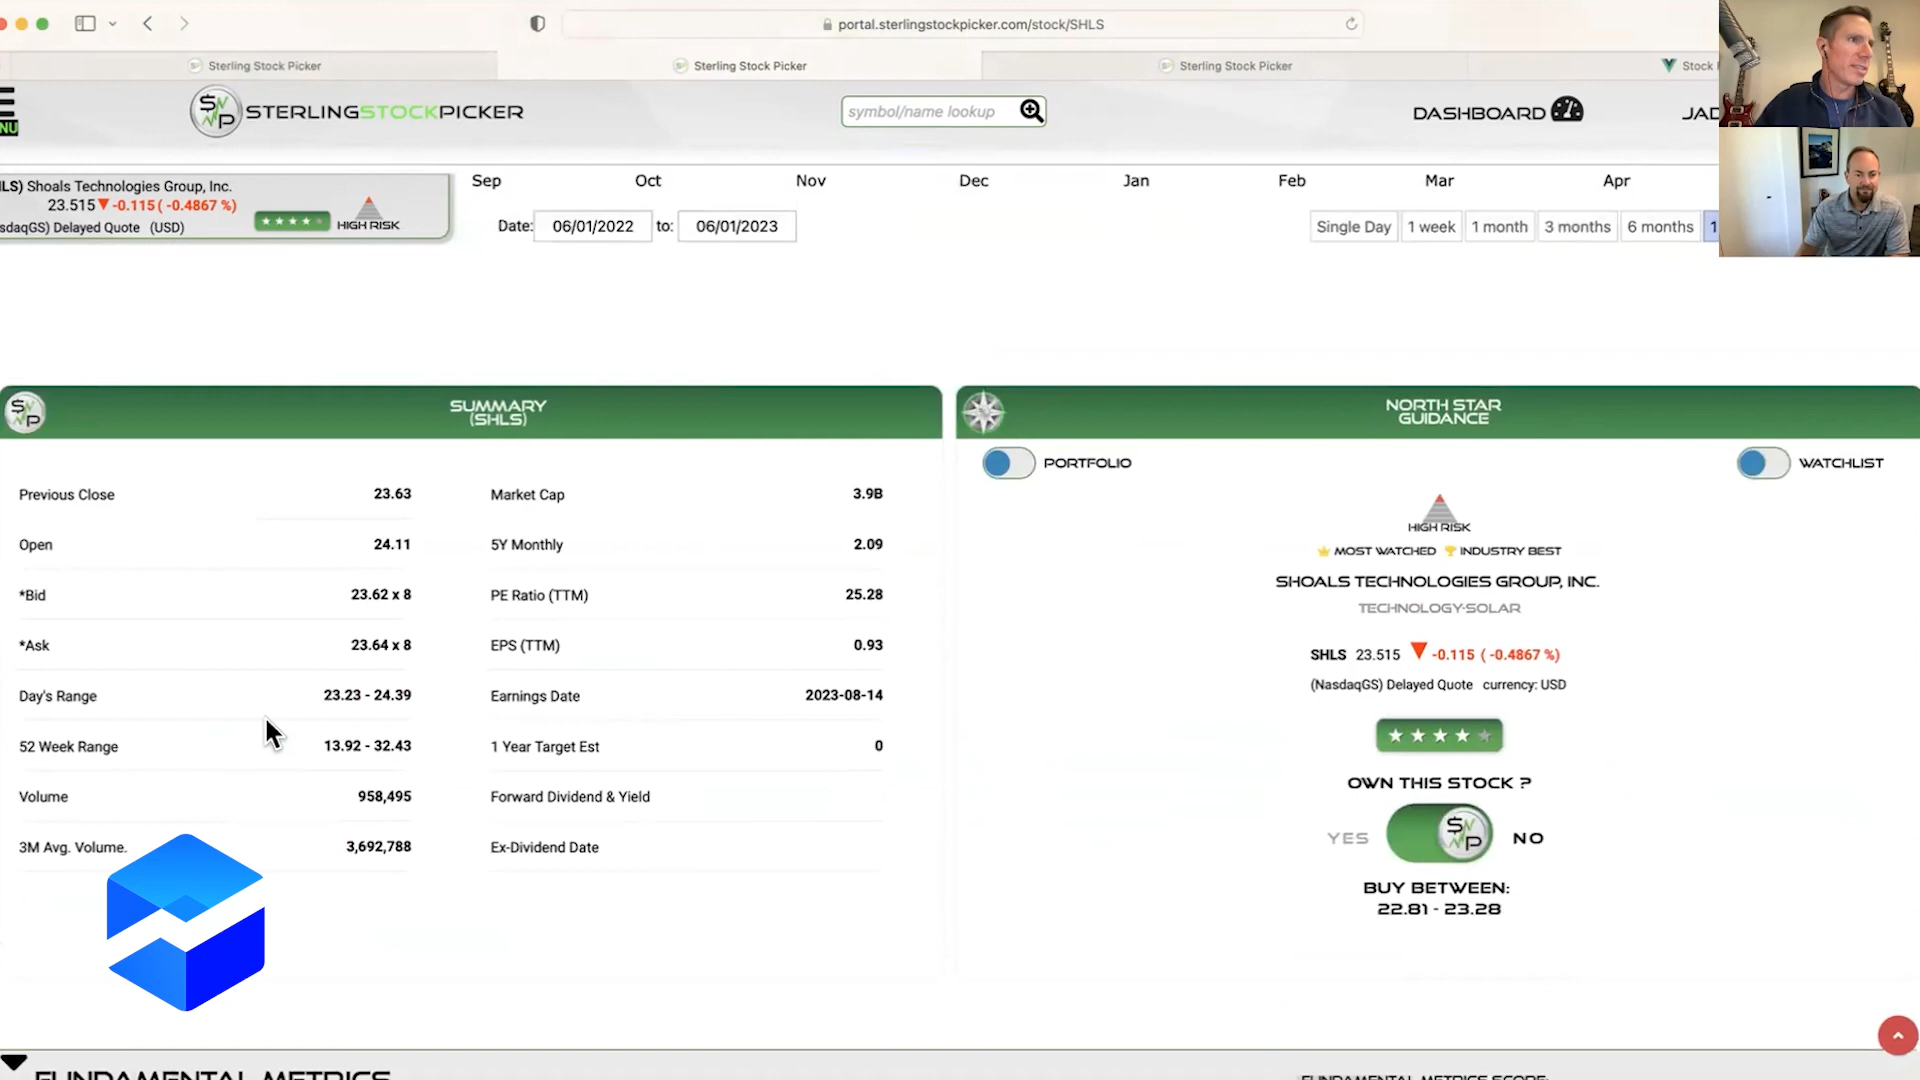 portal.sterlingstockpicker.com/stock/SHLS
Sterling Stock Picker
Sterling Stock Picker
Sterling Stock Picker
Stock
NU
STERLINGSTOCKPICKER
symbol/name lookup
DASHBOARD
JAD
LS) Shoals Technologies Group, Inc.
23.515 -0.115 ( -0.4867 %)
sdaqGS) Delayed Quote (USD)
HIGH RISK
Sep Oct Nov Dec Jan Feb Mar Apr
Date: 06/01/2022 to: 06/01/2023
Single Day 1 week 1 month 3 months 6 months 1
SUMMARY
(SHLS)
Previous Close 23.63
Open 24.11
*Bid 23.62 x 8
*Ask 23.64 x 8
Day's Range 23.23 - 24.39
52 Week Range 13.92 - 32.43
Volume 958,495
3M Avg. Volume. 3,692,788
Market Cap 3.9B
5Y Monthly 2.09
PE Ratio (TTM) 25.28
EPS (TTM) 0.93
Earnings Date 2023-08-14
1 Year Target Est 0
Forward Dividend & Yield
Ex-Dividend Date
NORTH STAR
GUIDANCE
PORTFOLIO
WATCHLIST
HIGH RISK
MOST WATCHED INDUSTRY BEST
SHOALS TECHNOLOGIES GROUP, INC.
TECHNOLOGY·SOLAR
SHLS 23.515 -0.115 ( -0.4867 %)
(NasdaqGS) Delayed Quote currency: USD
OWN THIS STOCK ?
YES NO
BUY BETWEEN:
22.81 - 23.28
FUNDAMENTAL METRICS
FUNDAMENTAL METRICS SCORE: